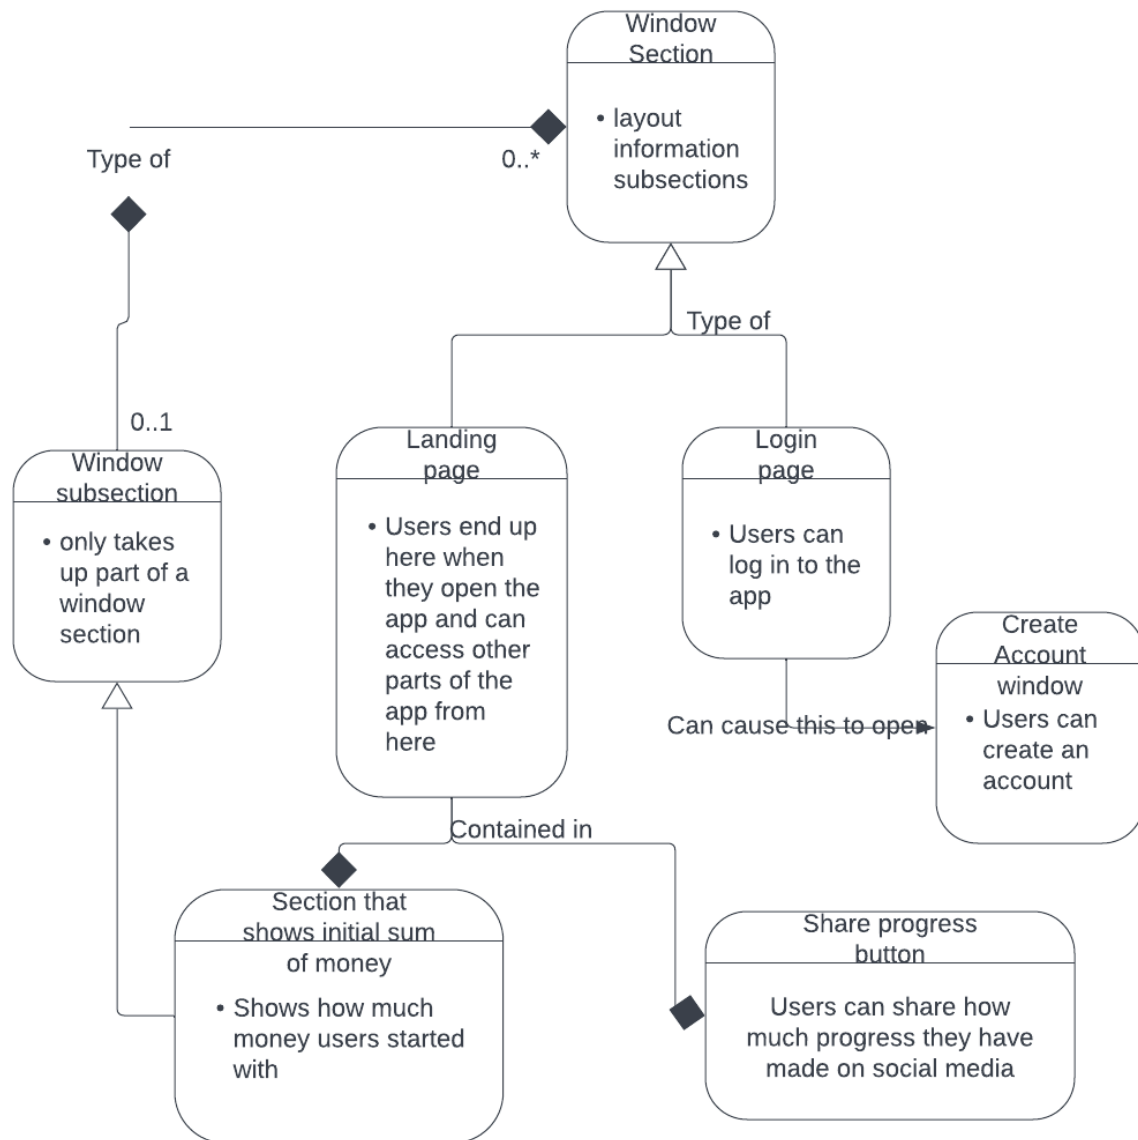 Window
Section
• layout
information
subsections
Type of
0..*
Type of
0..1
Window
subsection
• only takes
up part of a
window
section
Landing
page
• Users end up
here when
they open the
app and can
access other
parts of the
app from
here
Login
page
• Users can
log in to the
app
Create
Account
window
• Users can
create an
account
Can cause this to open
Contained in
Section that
shows initial sum
of money
• Shows how much
money users started
with
Share progress
button
Users can share how
much progress they have
made on social media